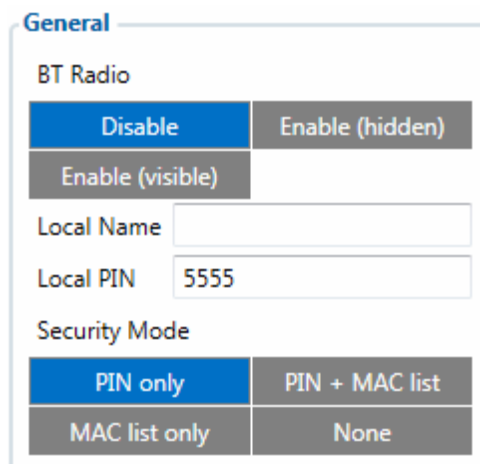 General
BT Radio
Disable Enable (hidden)
Enable (visible)
Local Name
Local PIN 5555
Security Mode
PIN only PIN + MAC list
MAC list only None